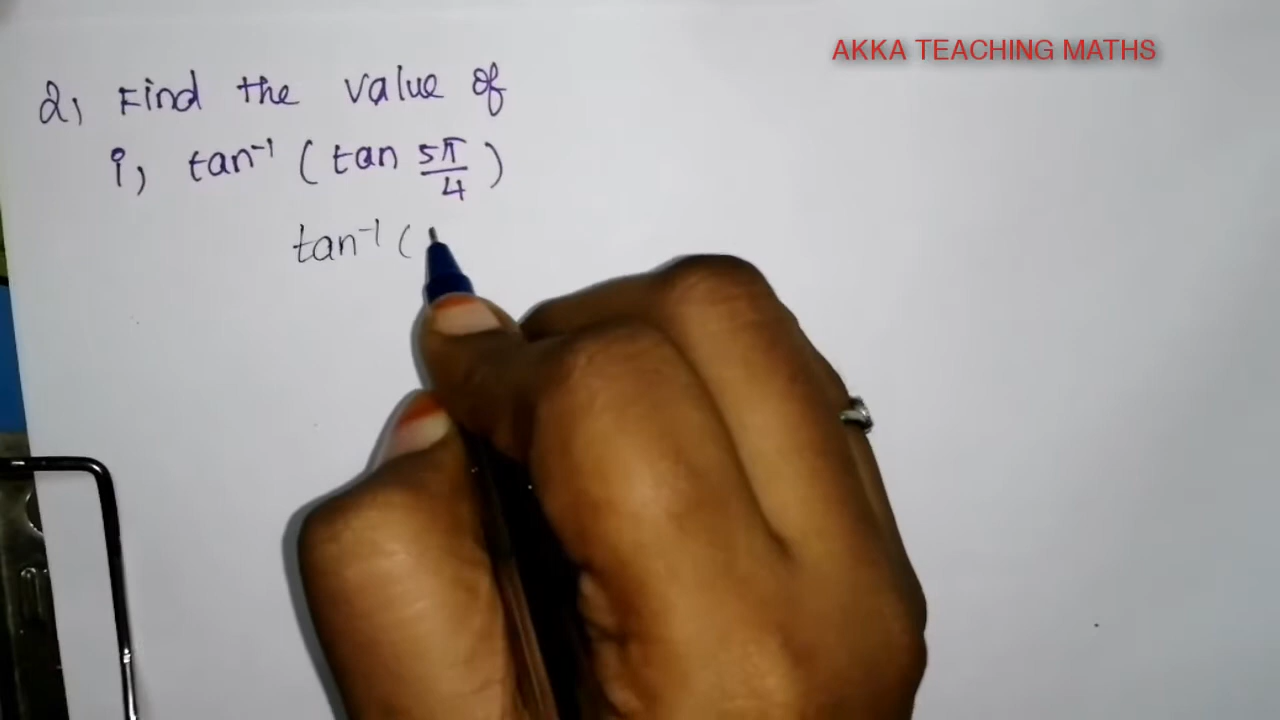 AKKA TEACHING MATHS
2, Find the value of
i, tan⁻¹ (tan 5π/4)
tan⁻¹ (